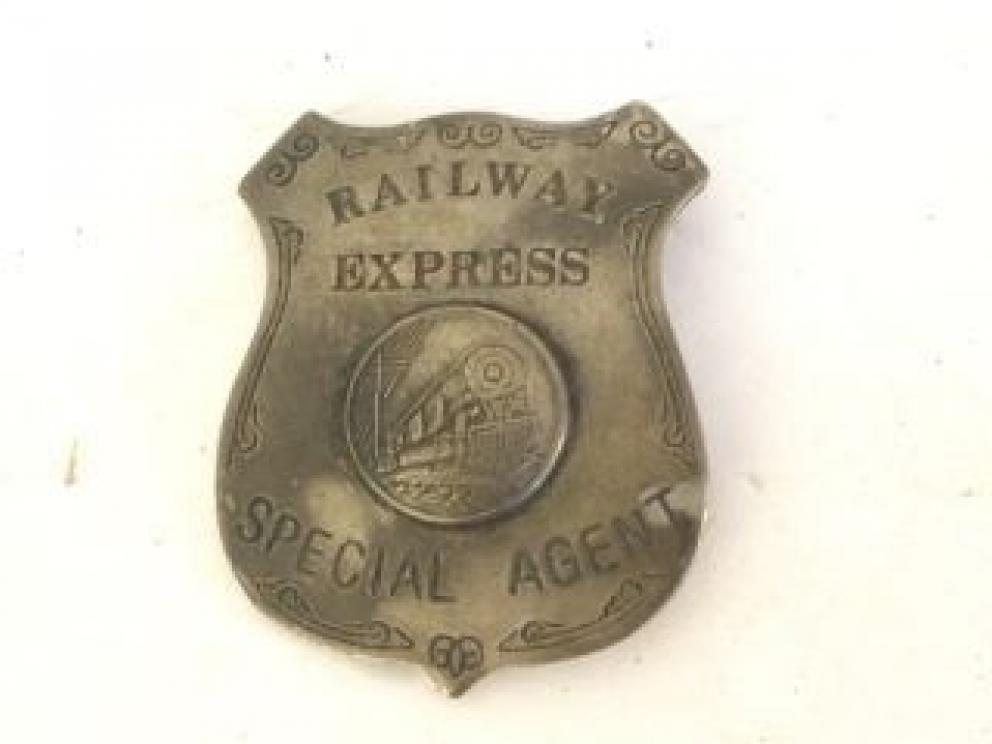 RAILWAY
EXPRESS
SPECIAL AGENT